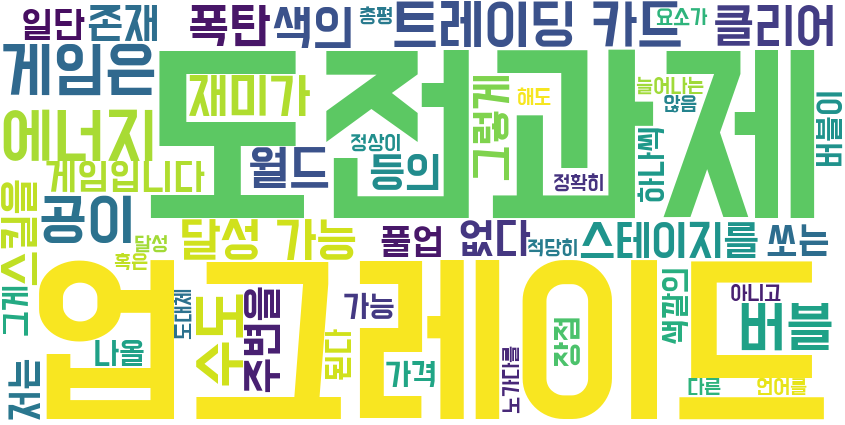 일단
존재
폭탄
색의
총평
트레이딩 카드
요소가
클리어
게임은
도전과제
재미가
그렇게
해도
늘어나는
않음
버블이
에너지
정상이
하나씩
게임입니다
월드
등의
정확히
스킬을
공이
달성
혹은
달성 가능
풀업
없다
적당히
스테이지를
쏘는
업그레이드
그게
도대체
수도
주변을
가능
색깔의
아니고
버블
나올
된다
장점
저는
가격
노가다를
다른
언어를